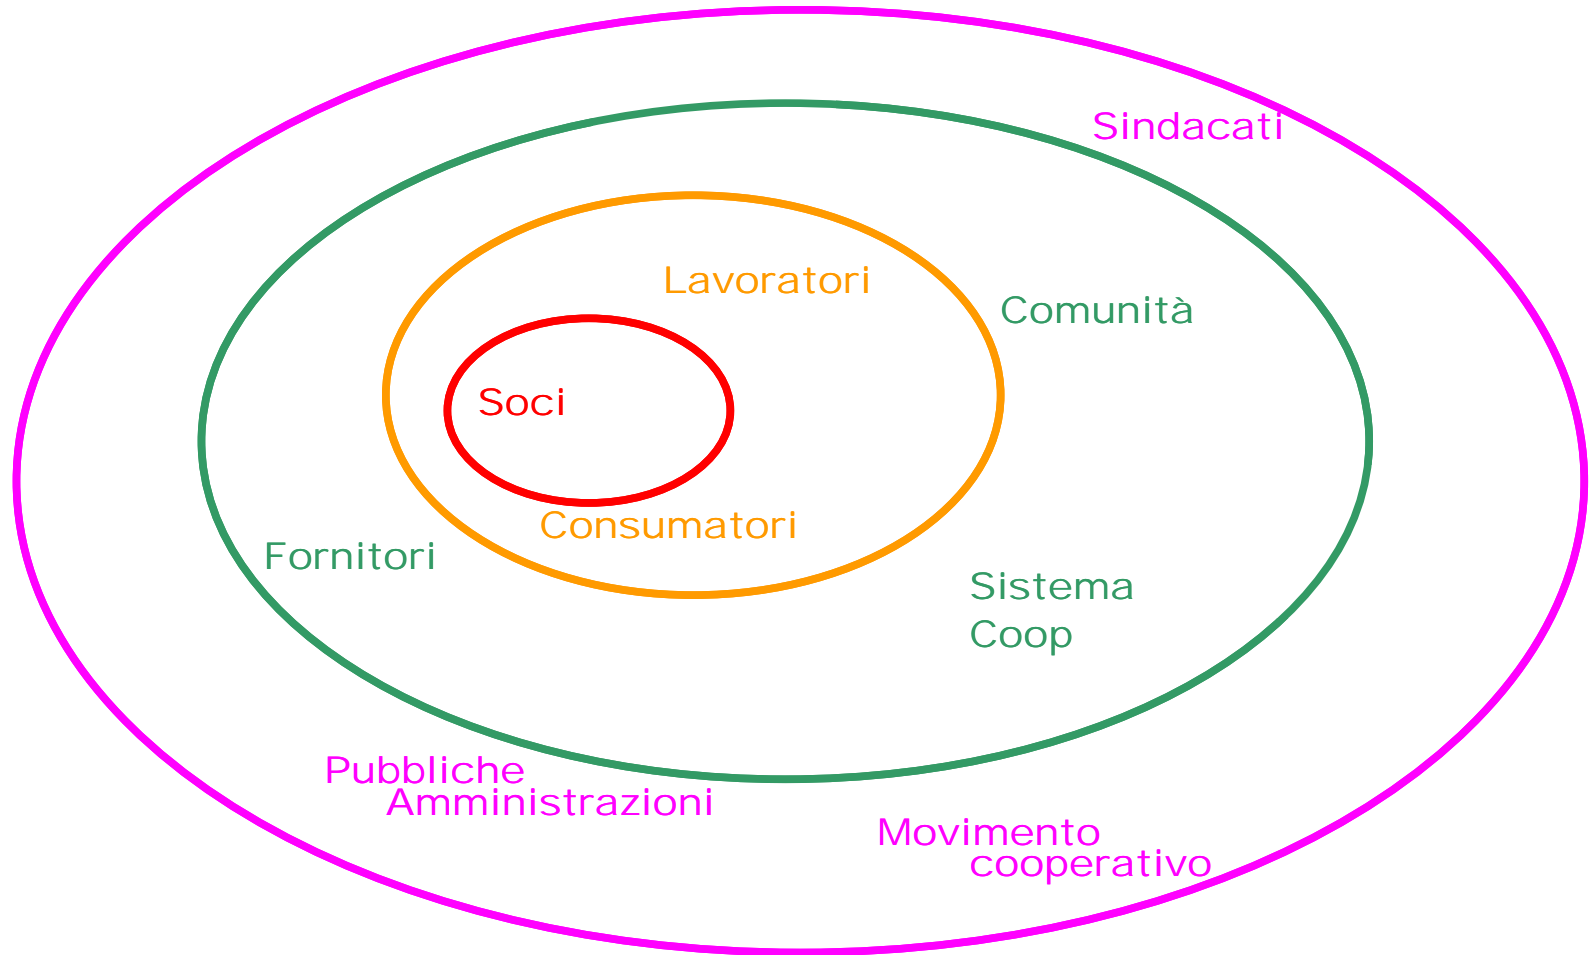 Sindacati
Lavoratori
Comunità
Soci
Consumatori
Fornitori
Sistema
Coop
Pubbliche
Amministrazioni
Movimento
cooperativo